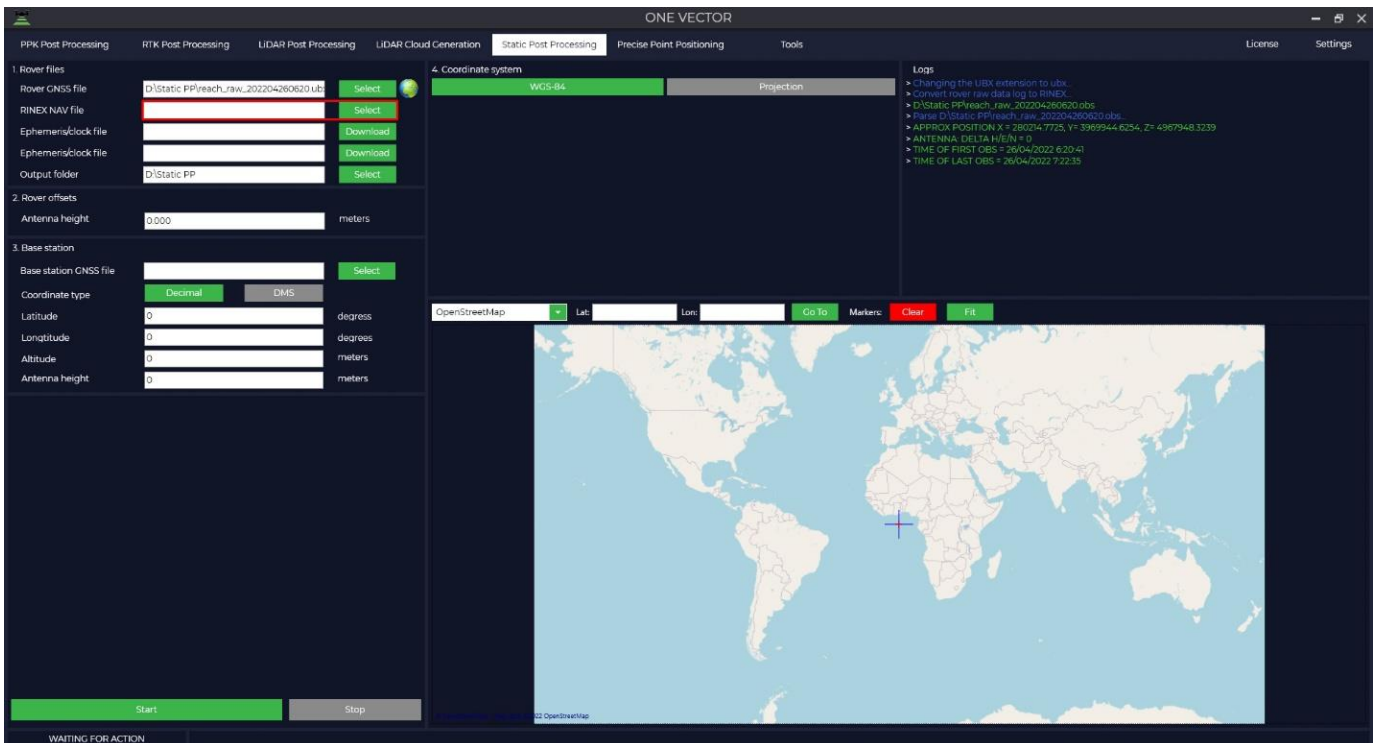 ONE VECTOR
PPK Post Processing RTK Post Processing LiDAR Post Processing LiDAR Cloud Generation Static Post Processing Precise Point Positioning Tools License Settings
1. Rover files
Rover GNSS file D:\Static PP\reach_raw_202204260620.ub Select
RINEX NAV file Select
Ephemeris/clock file Download
Ephemeris/clock file Download
Output folder D:\Static PP Select
2. Rover offsets
Antenna height 0.000 meters
3. Base station
Base station GNSS file Select
Coordinate type Decimal DMS
Latitude 0 degress
Longtitude 0 degrees
Altitude 0 meters
Antenna height 0 meters
Start Stop
WAITING FOR ACTION
4. Coordinate system
WGS-84 Projection
Logs
> Changing the UBX extension to ubx...
> Convert rover raw data log to RINEX...
> D:\Static PP\reach_raw_202204260620.obs
> Parse D:\Static PP\reach_raw_202204260620.obs...
> APPROX POSITION X = 280214.7725, Y= 3969944.6254, Z= 4967948.3239
> ANTENNA: DELTA H/E/N = 0
> TIME OF FIRST OBS = 26/04/2022 6:20:41
> TIME OF LAST OBS = 26/04/2022 7:22:35
OpenStreetMap Lat: Lon: Go To Markers: Clear Fit
OpenStreetMap